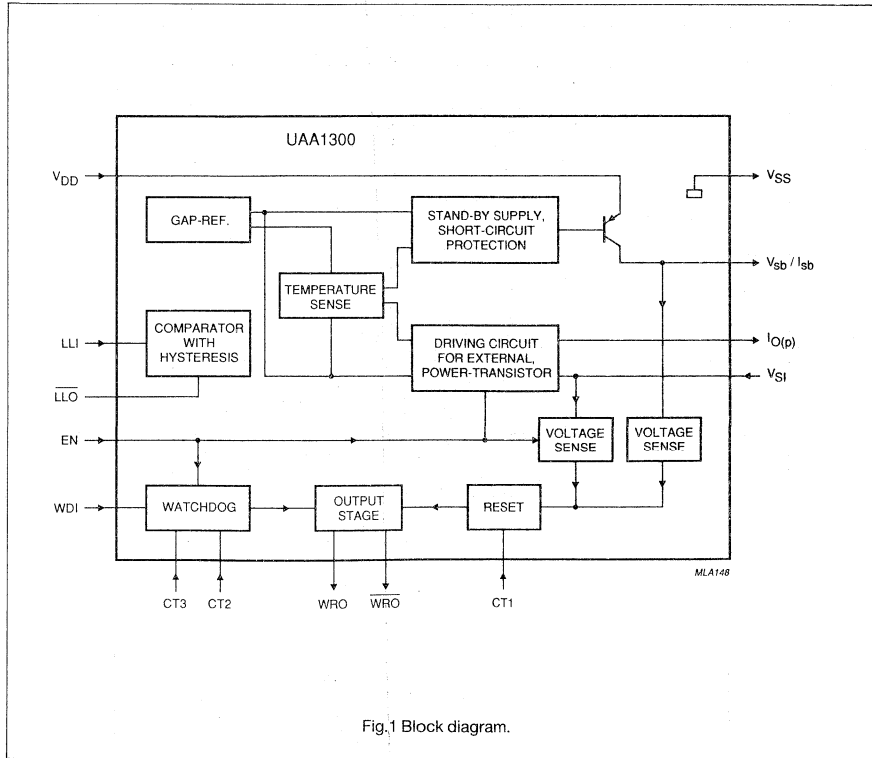 UAA1300
VDD
VSS
GAP-REF.
STAND-BY SUPPLY,
SHORT-CIRCUIT
PROTECTION
Vsb / Isb
TEMPERATURE
SENSE
LLI
COMPARATOR
WITH
HYSTERESIS
DRIVING CIRCUIT
FOR EXTERNAL,
POWER-TRANSISTOR
IO(p)
VSI
LLO
EN
VOLTAGE
SENSE
VOLTAGE
SENSE
WDI
WATCHDOG
OUTPUT
STAGE
RESET
MLA148
CT3
CT2
WRO
WRO
CT1
Fig.1 Block diagram.